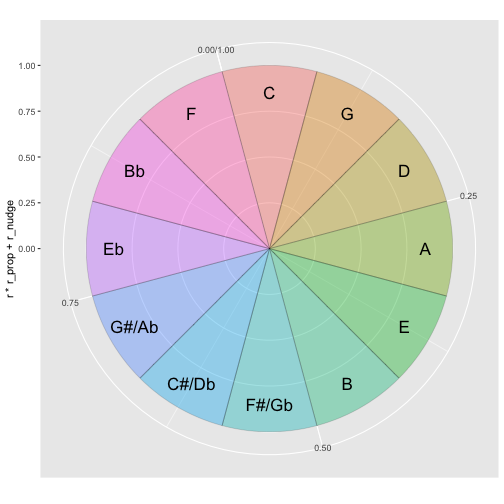 0.00/1.00
1.00
C
F
G
0.75
Bb
D
0.50
0.25
0.25
r * r_prop + r_nudge
0.00
Eb
A
0.75
G#/Ab
E
C#/Db
B
F#/Gb
0.50